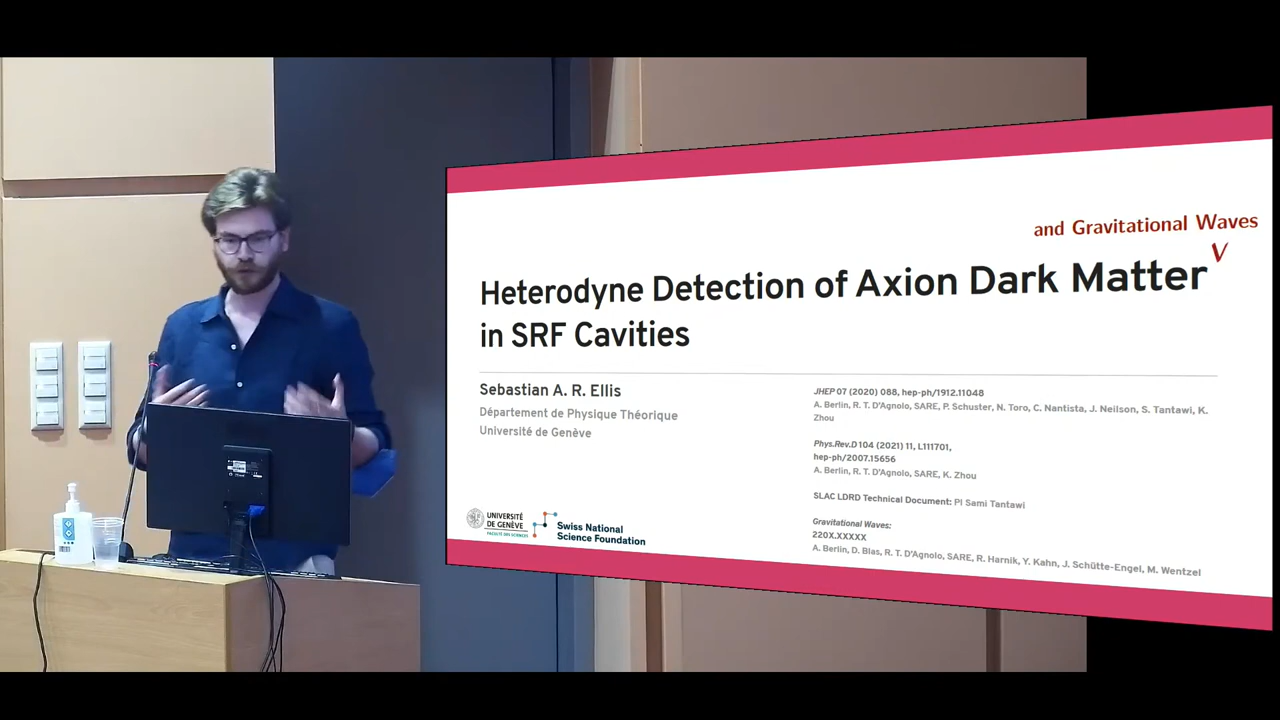 and Gravitational Waves
V
Heterodyne Detection of Axion Dark Matter
in SRF Cavities
Sebastian A. R. Ellis
Département de Physique Théorique
Université de Genève
JHEP 07 (2020) 088, hep-ph/1912.11048
A. Berlin, R. T. D'Agnolo, SARE, P. Schuster, N. Toro, C. Nantista, J. Neilson, S. Tantawi, K.
Zhou
Phys.Rev.D 104 (2021) 11, L111701,
hep-ph/2007.15656
A. Berlin, R. T. D'Agnolo, SARE, K. Zhou
SLAC LDRD Technical Document: PI Sami Tantawi
Gravitational Waves:
220X.XXXXX
A. Berlin, D. Blas, R. T. D'Agnolo, SARE, R. Harnik, Y. Kahn, J. Schütte-Engel, M. Wentzel
UNIVERSITÉ
DE GENÈVE
FACULTÉ DES SCIENCES
Swiss National
Science Foundation